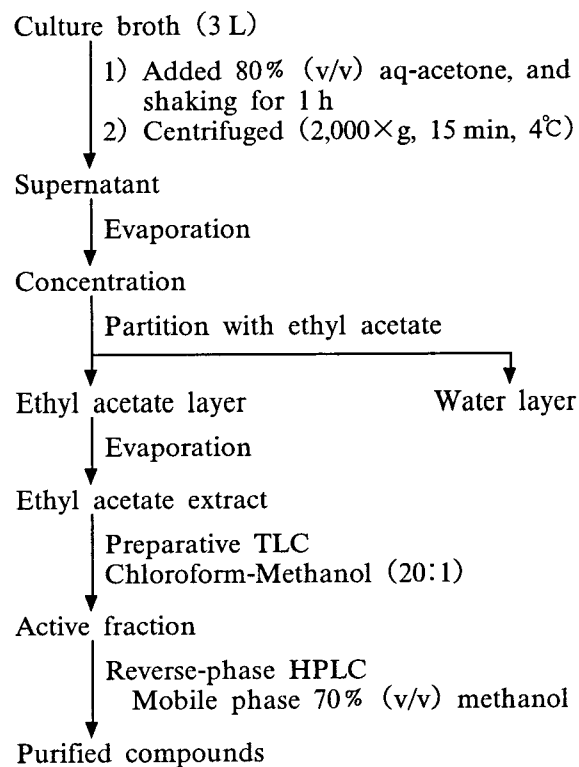 Culture broth (3 L)
1) Added 80% (v/v) aq-acetone, and
shaking for 1 h
2) Centrifuged (2,000×g, 15 min, 4℃)
Supernatant
Evaporation
Concentration
Partition with ethyl acetate
Ethyl acetate layer Water layer
Evaporation
Ethyl acetate extract
Preparative TLC
Chloroform-Methanol (20:1)
Active fraction
Reverse-phase HPLC
Mobile phase 70% (v/v) methanol
Purified compounds